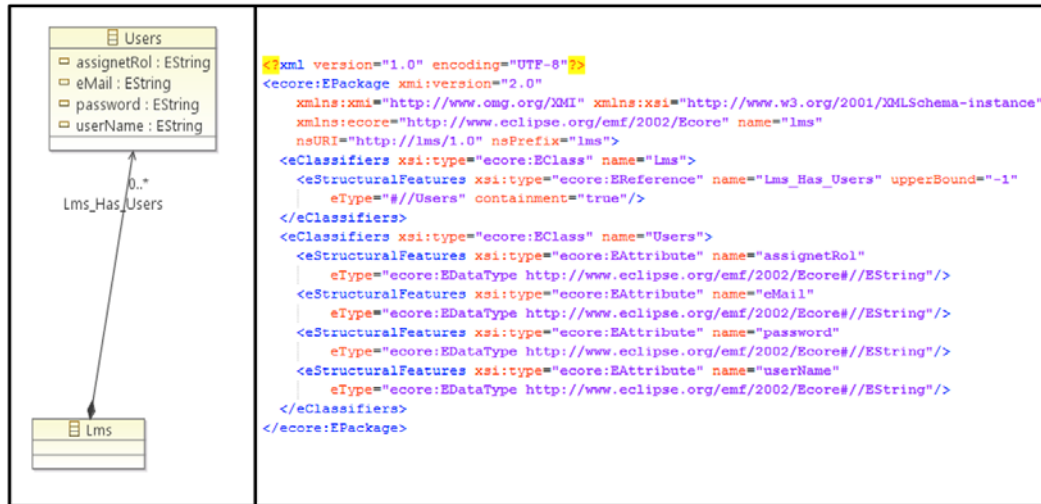 Users
assignetRol : EString
eMail : EString
password : EString
userName : EString
0..*
Lms_Has_Users
Lms
<?xml version="1.0" encoding="UTF-8"?>
<ecore:EPackage xmi:version="2.0"
xmlns:xmi="http://www.omg.org/XMI" xmlns:xsi="http://www.w3.org/2001/XMLSchema-instance"
xmlns:ecore="http://www.eclipse.org/emf/2002/Ecore" name="lms"
nsURI="http://lms/1.0" nsPrefix="lms">
<eClassifiers xsi:type="ecore:EClass" name="Lms">
<eStructuralFeatures xsi:type="ecore:EReference" name="Lms_Has_Users" upperBound="-1"
eType="#//Users" containment="true"/>
</eClassifiers>
<eClassifiers xsi:type="ecore:EClass" name="Users">
<eStructuralFeatures xsi:type="ecore:EAttribute" name="assignetRol"
eType="ecore:EDataType http://www.eclipse.org/emf/2002/Ecore#//EString"/>
<eStructuralFeatures xsi:type="ecore:EAttribute" name="eMail"
eType="ecore:EDataType http://www.eclipse.org/emf/2002/Ecore#//EString"/>
<eStructuralFeatures xsi:type="ecore:EAttribute" name="password"
eType="ecore:EDataType http://www.eclipse.org/emf/2002/Ecore#//EString"/>
<eStructuralFeatures xsi:type="ecore:EAttribute" name="userName"
eType="ecore:EDataType http://www.eclipse.org/emf/2002/Ecore#//EString"/>
</eClassifiers>
</ecore:EPackage>